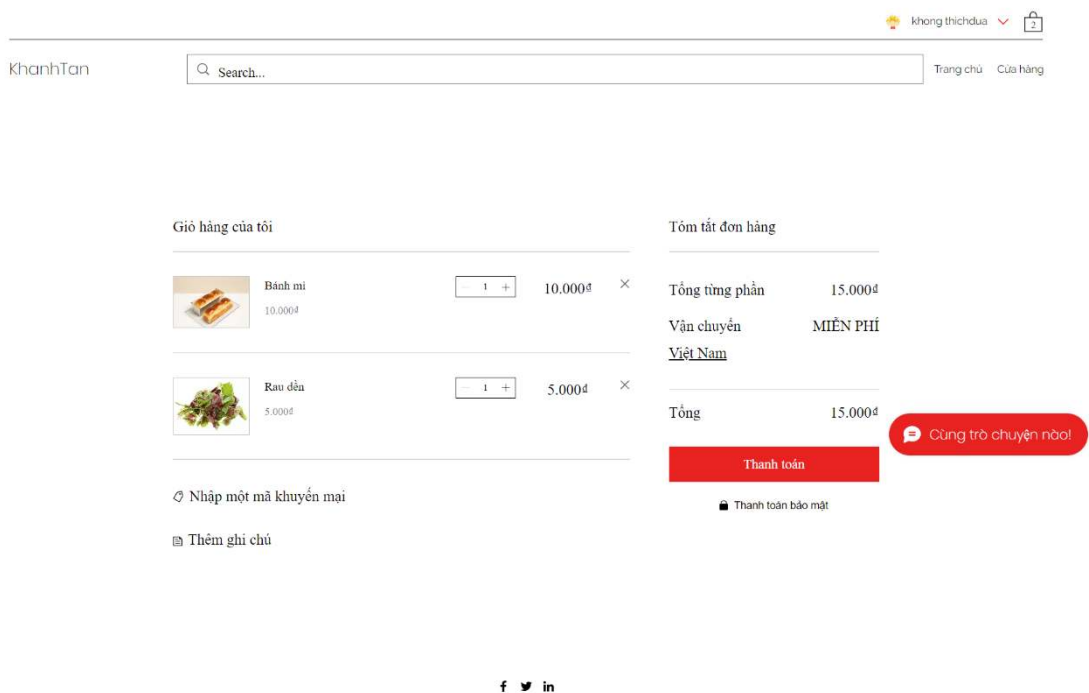 khong thichdua
2
KhanhTan
Search...
Trang chủ Cửa hàng
Giỏ hàng của tôi
Bánh mì
10.000₫
1
10.000₫
Rau dền
5.000₫
1
5.000₫
Nhập một mã khuyến mại
Thêm ghi chú
Tóm tắt đơn hàng
Tổng từng phần 15.000₫
Vận chuyển MIỄN PHÍ
Việt Nam
Tổng 15.000₫
Thanh toán
Thanh toán bảo mật
Cùng trò chuyện nào!